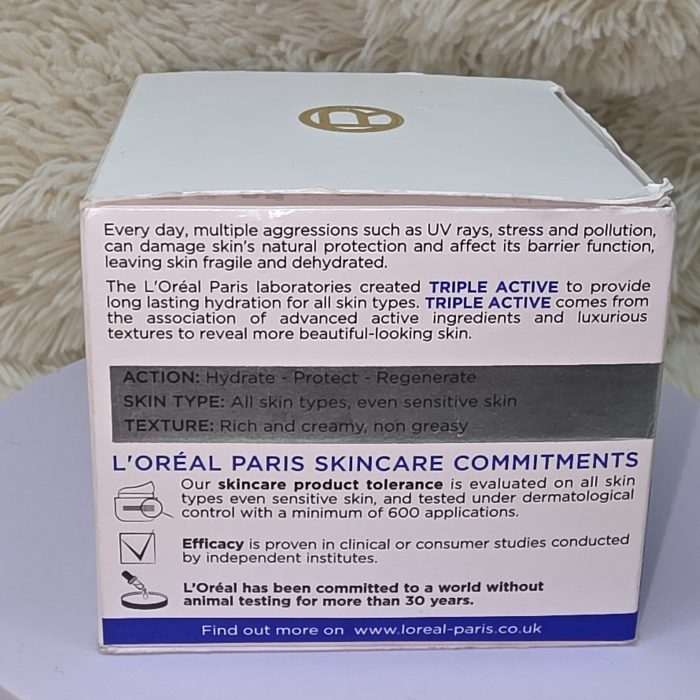 Every day, multiple aggressions such as UV rays, stress and pollution,
can damage skin's natural protection and affect its barrier function,
leaving skin fragile and dehydrated.
The L'Oréal Paris laboratories created TRIPLE ACTIVE to provide
long lasting hydration for all skin types. TRIPLE ACTIVE comes from
the association of advanced active ingredients and luxurious
textures to reveal more beautiful-looking skin.
ACTION: Hydrate - Protect - Regenerate
SKIN TYPE: All skin types, even sensitive skin
TEXTURE: Rich and creamy, non greasy
L'ORÉAL PARIS SKINCARE COMMITMENTS
Our skincare product tolerance is evaluated on all skin
types even sensitive skin, and tested under dermatological
control with a minimum of 600 applications.
Efficacy is proven in clinical or consumer studies conducted
by independent institutes.
L'Oréal has been committed to a world without
animal testing for more than 30 years.
Find out more on www.loreal-paris.co.uk